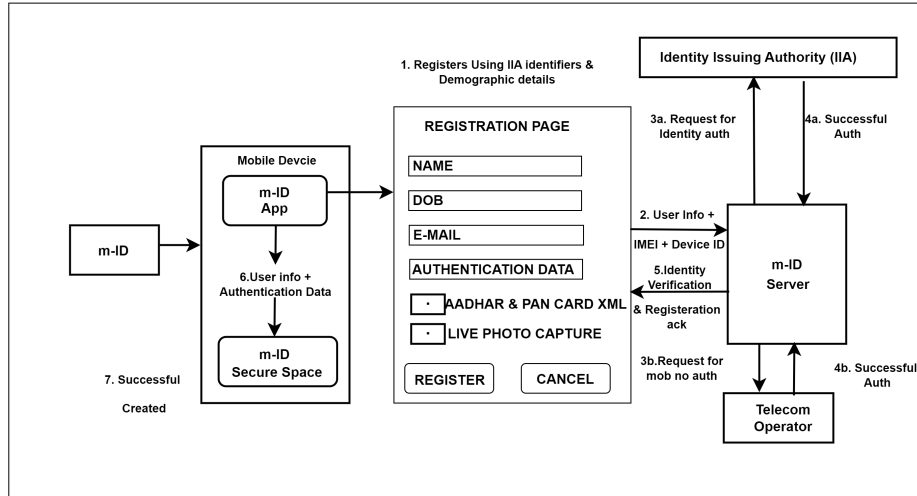 Identity Issuing Authority (IIA)
1. Registers Using IIA identifiers &
Demographic details
3a. Request for
Identity auth
4a. Successful
Auth
REGISTRATION PAGE
Mobile Devcie
NAME
m-ID
App
DOB
2. User Info +
IMEI + Device ID
E-MAIL
m-ID
m-ID
Server
6.User info +
Authentication Data
AUTHENTICATION DATA
5.Identity
Verification
& Registeration
ack
AADHAR & PAN CARD XML
LIVE PHOTO CAPTURE
m-ID
Secure Space
3b.Request for
mob no auth
4b. Successful
Auth
7. Successful
Created
REGISTER
CANCEL
Telecom
Operator